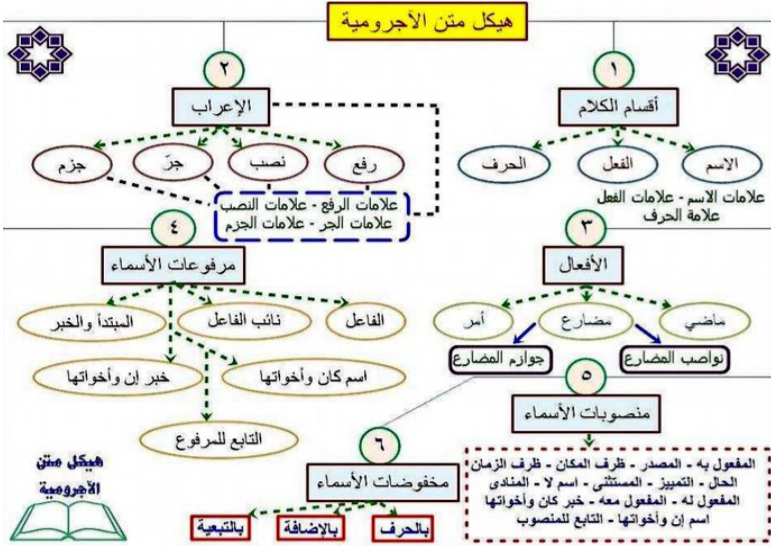 هيكل متن الآجرومية
١
أقسام الكلام
الاسم
الفعل
الحرف
علامات الاسم - علامات الفعل
علامة الحرف
٢
الإعراب
رفع
نصب
جرّ
جزم
علامات الرفع - علامات النصب
علامات الجر - علامات الجزم
٣
الأفعال
ماضي
مضارع
أمر
نواصب المضارع
جوازم المضارع
٤
مرفوعات الأسماء
الفاعل
نائب الفاعل
المبتدأ والخبر
اسم كان وأخواتها
خبر إن وأخواتها
التابع للمرفوع
٥
منصوبات الأسماء
المفعول به - المصدر - ظرف المكان - ظرف الزمان
الحال - التمييز - المستثنى - اسم لا - المنادى
المفعول له - المفعول معه - خبر كان وأخواتها
اسم إن وأخواتها - التابع للمنصوب
٦
مخفوضات الأسماء
بالحرف
بالإضافة
بالتبعية
هيكل متن
الآجرومية